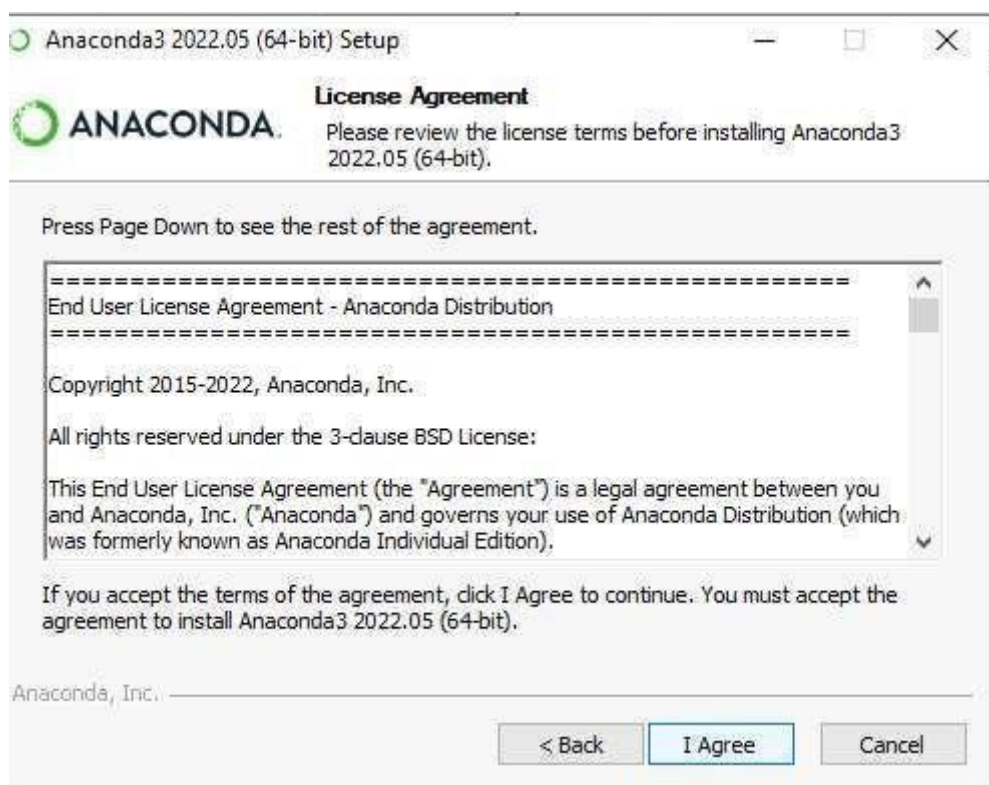 Anaconda3 2022.05 (64-bit) Setup
ANACONDA.
License Agreement
Please review the license terms before installing Anaconda3
2022.05 (64-bit).
Press Page Down to see the rest of the agreement.
==================================================
End User License Agreement - Anaconda Distribution
==================================================
Copyright 2015-2022, Anaconda, Inc.
All rights reserved under the 3-clause BSD License:
This End User License Agreement (the "Agreement") is a legal agreement between you
and Anaconda, Inc. ("Anaconda") and governs your use of Anaconda Distribution (which
was formerly known as Anaconda Individual Edition).
If you accept the terms of the agreement, click I Agree to continue. You must accept the
agreement to install Anaconda3 2022.05 (64-bit).
Anaconda, Inc.
< Back
I Agree
Cancel